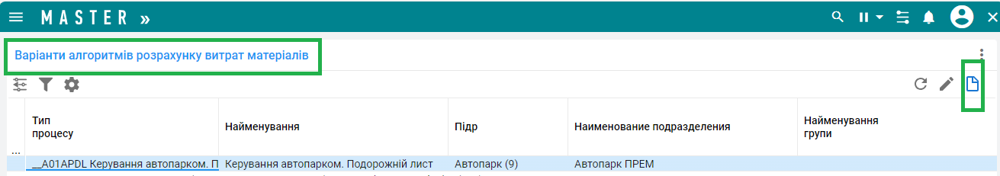 MASTER »
Варіанти алгоритмів розрахунку витрат матеріалів
Тип процесу
Найменування
Підр
Наименование подразделения
Найменування групи
...
__A01APDL Керування автопарком. П
Керування автопарком. Подорожній лист
Автопарк (9)
Автопарк ПРЕМ